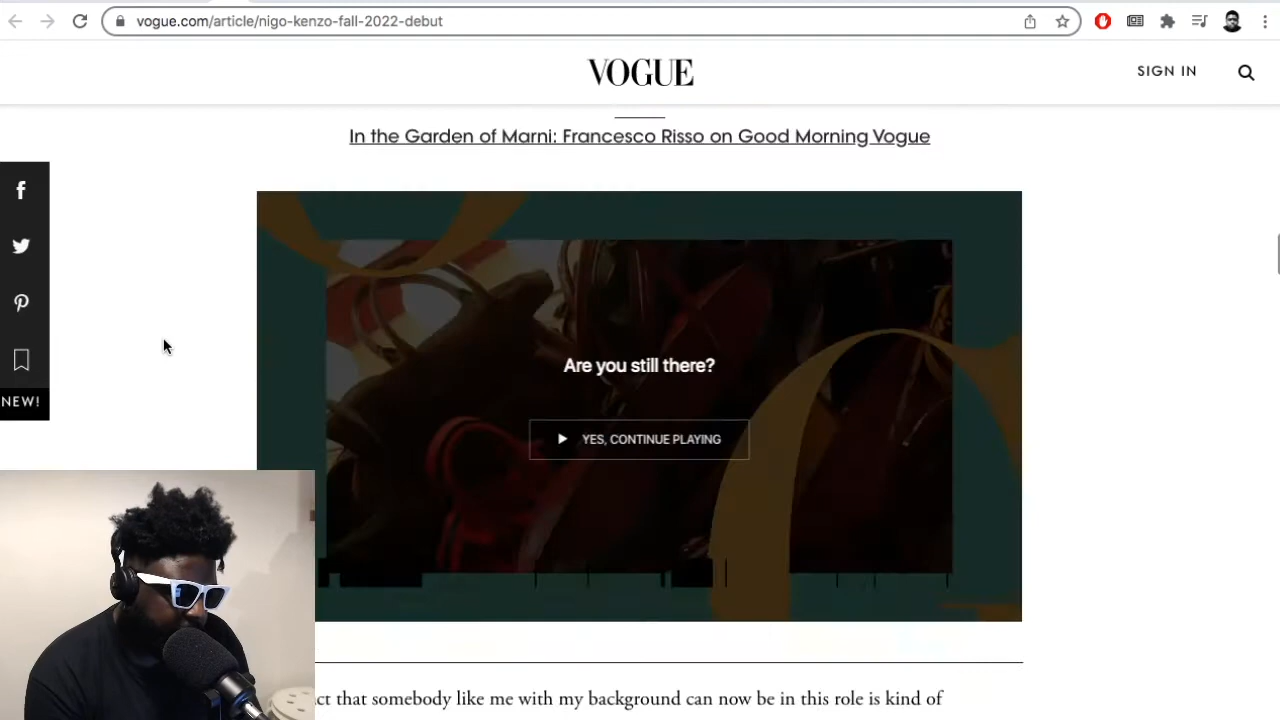 vogue.com/article/nigo-kenzo-fall-2022-debut
VOGUE
SIGN IN
In the Garden of Marni: Francesco Risso on Good Morning Vogue
NEW!
Are you still there?
YES, CONTINUE PLAYING
that somebody like me with my background can now be in this role is kind of